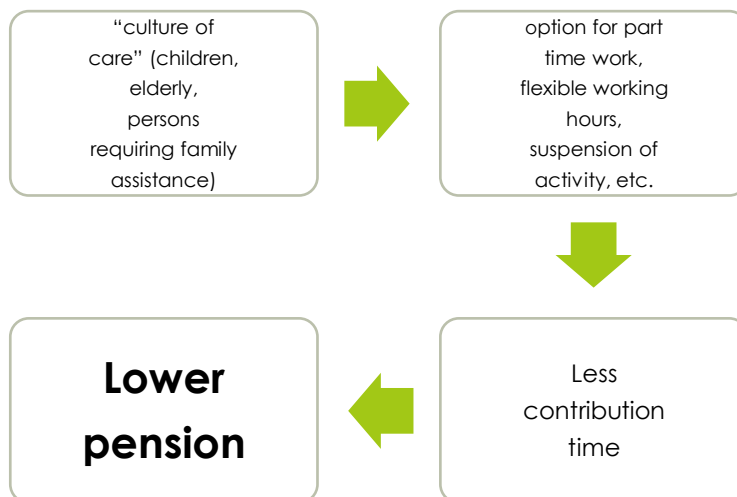 “culture of
care” (children,
elderly,
persons
requiring family
assistance)
option for part
time work,
flexible working
hours,
suspension of
activity, etc.
Less
contribution
time
Lower
pension